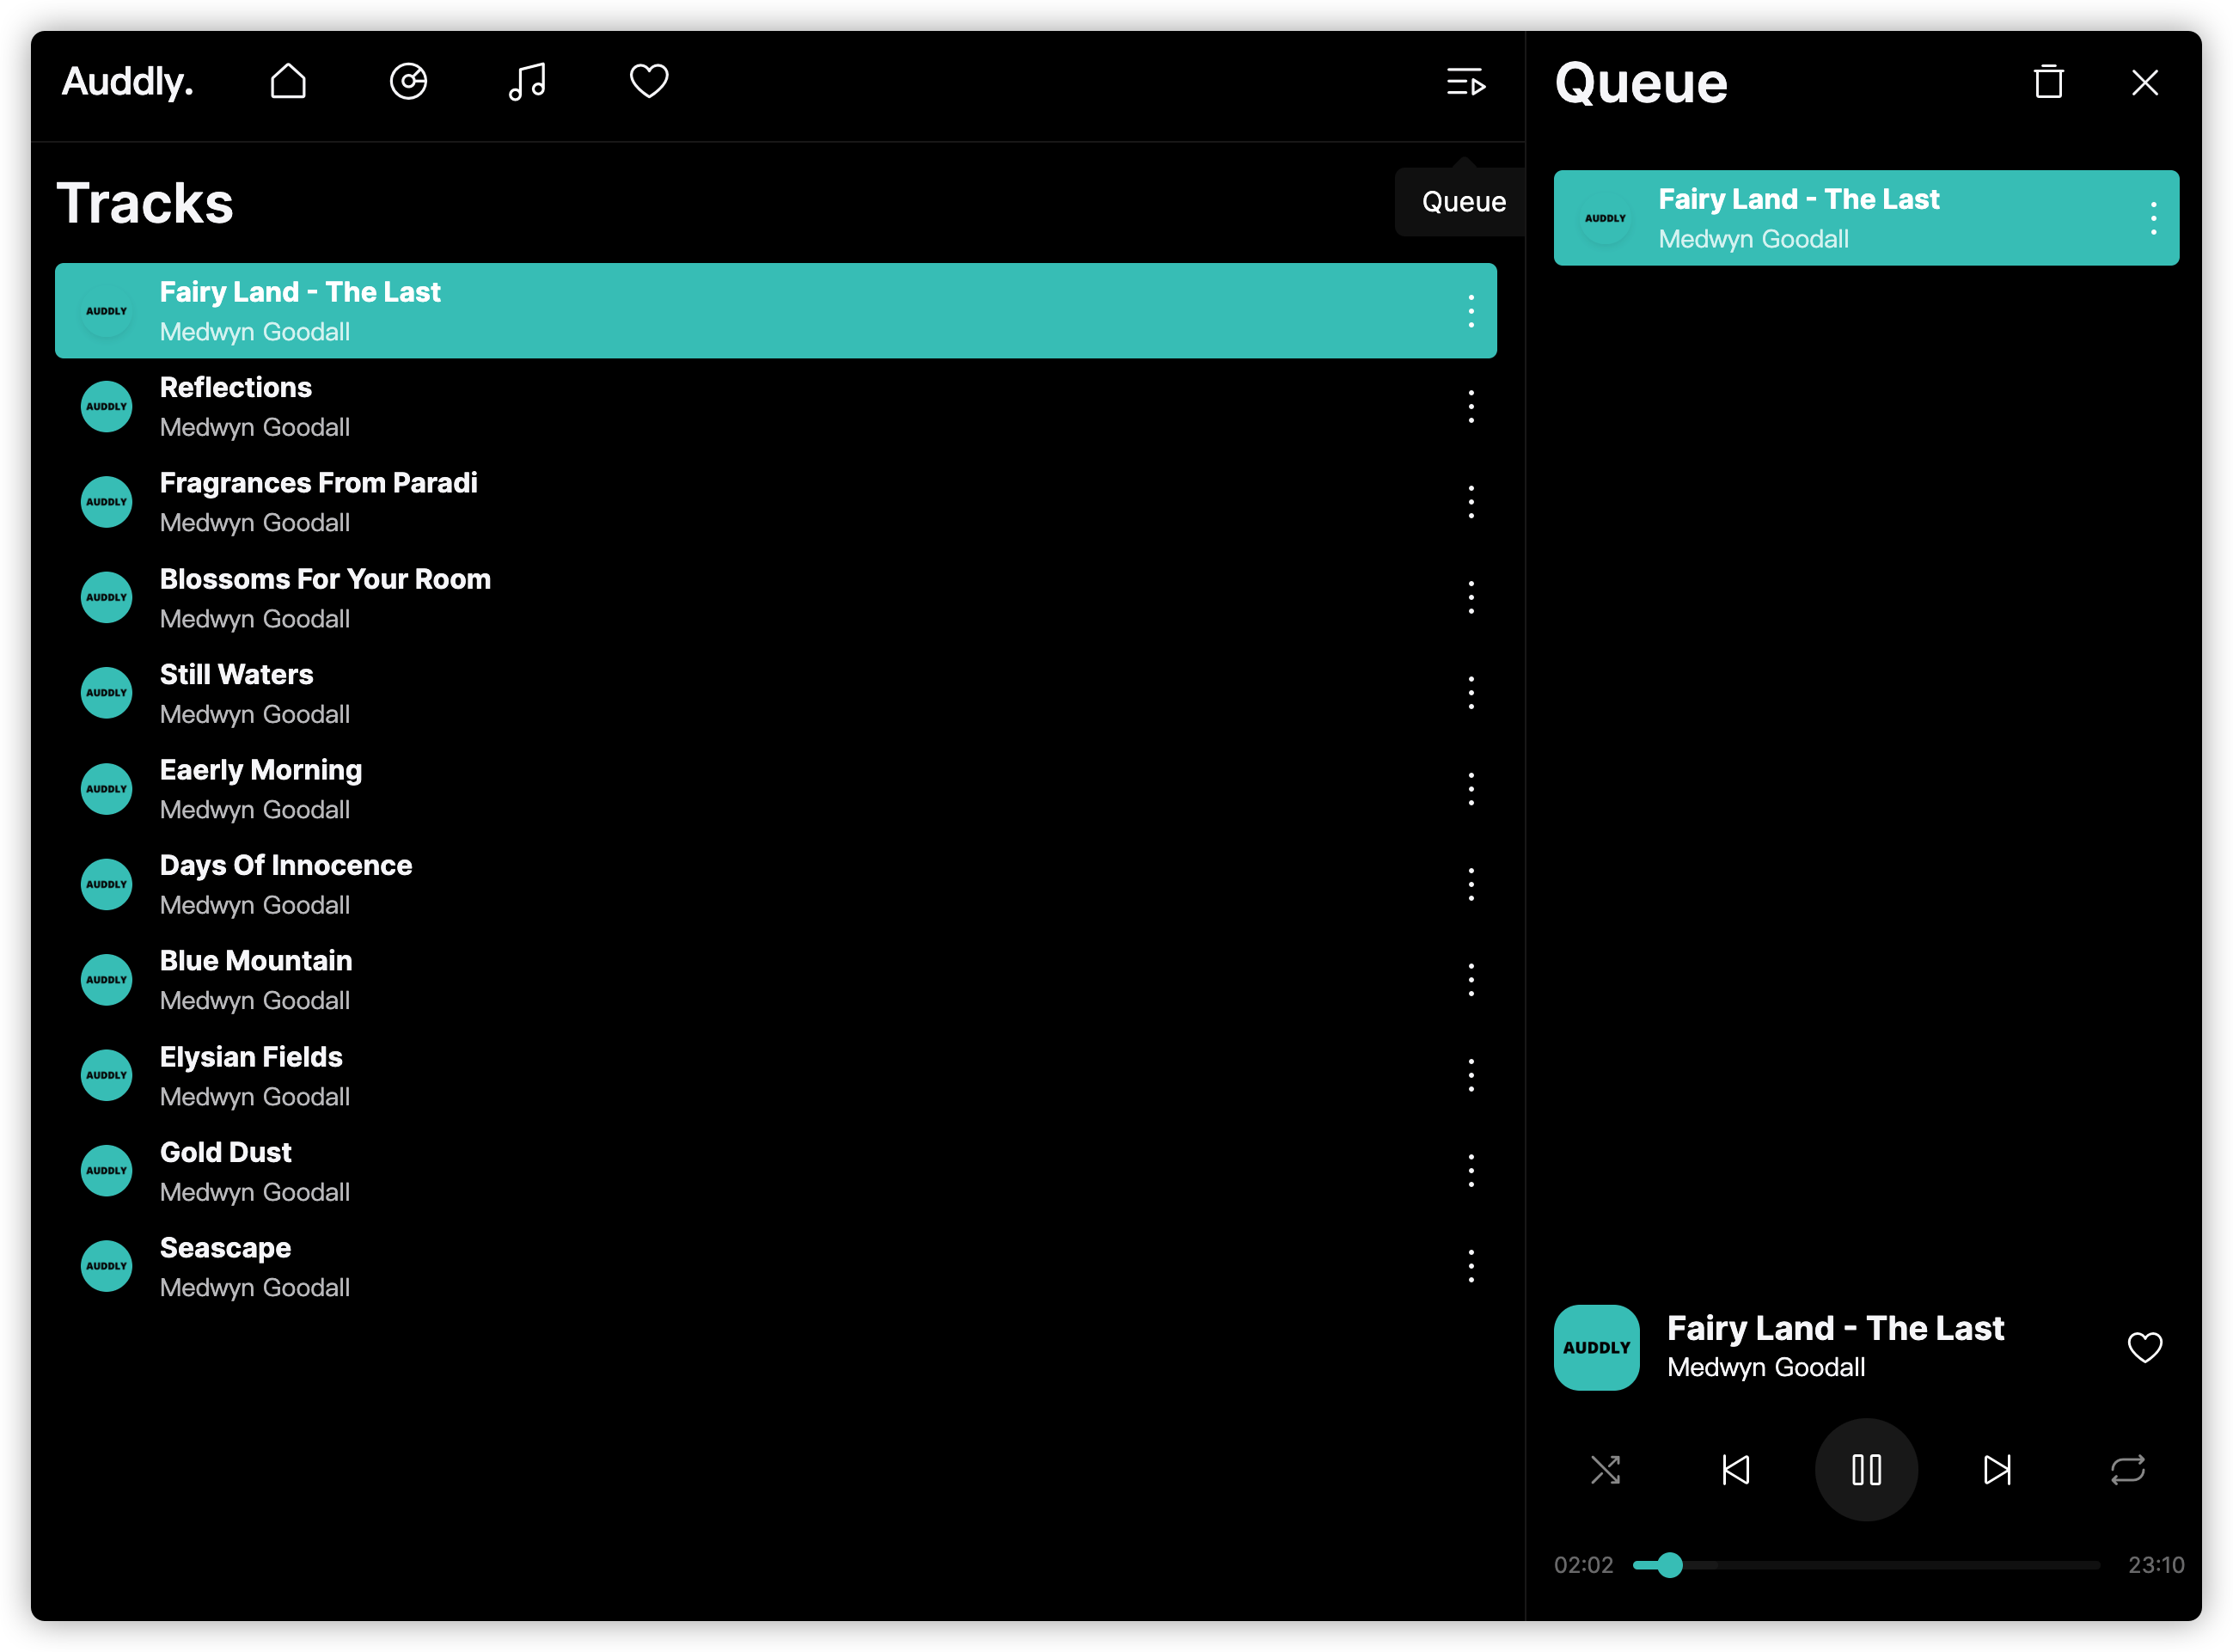 Auddly.
Tracks
Queue
AUDDLY
Fairy Land - The Last
Medwyn Goodall
AUDDLY
Reflections
Medwyn Goodall
AUDDLY
Fragrances From Paradi
Medwyn Goodall
AUDDLY
Blossoms For Your Room
Medwyn Goodall
AUDDLY
Still Waters
Medwyn Goodall
AUDDLY
Eaerly Morning
Medwyn Goodall
AUDDLY
Days Of Innocence
Medwyn Goodall
AUDDLY
Blue Mountain
Medwyn Goodall
AUDDLY
Elysian Fields
Medwyn Goodall
AUDDLY
Gold Dust
Medwyn Goodall
AUDDLY
Seascape
Medwyn Goodall
Queue
AUDDLY
Fairy Land - The Last
Medwyn Goodall
AUDDLY
Fairy Land - The Last
Medwyn Goodall
02:02
23:10